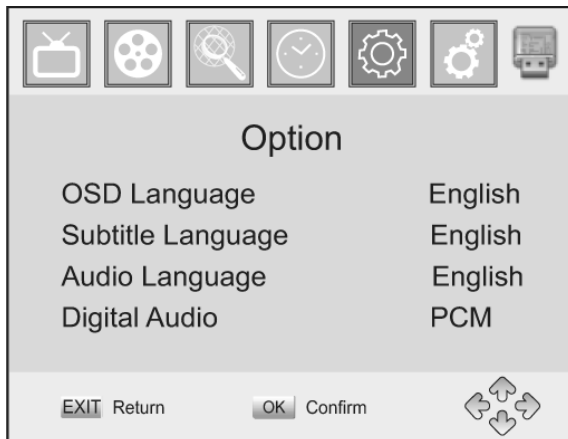 Option
OSD Language English
Subtitle Language English
Audio Language English
Digital Audio PCM
EXIT Return OK Confirm